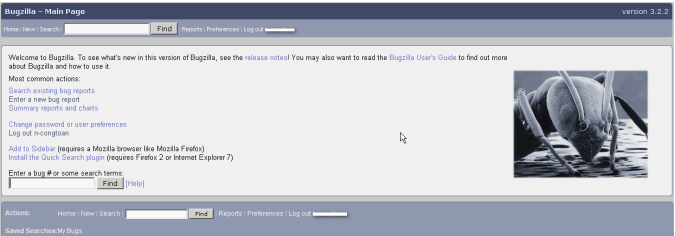 Bugzilla – Main Page version 3.2.2
Home | New | Search | Find Reports | Preferences | Log out
Welcome to Bugzilla. To see what's new in this version of Bugzilla, see the release notes! You may also want to read the Bugzilla User's Guide to find out more
about Bugzilla and how to use it.
Most common actions:
Search existing bug reports
Enter a new bug report
Summary reports and charts
Change password or user preferences
Log out n-congtoan
Add to Sidebar (requires a Mozilla browser like Mozilla Firefox)
Install the Quick Search plugin (requires Firefox 2 or Internet Explorer 7)
Enter a bug # or some search terms:
Find [Help]
Actions: Home | New | Search | Find | Reports | Preferences | Log out
Saved Searches: My Bugs